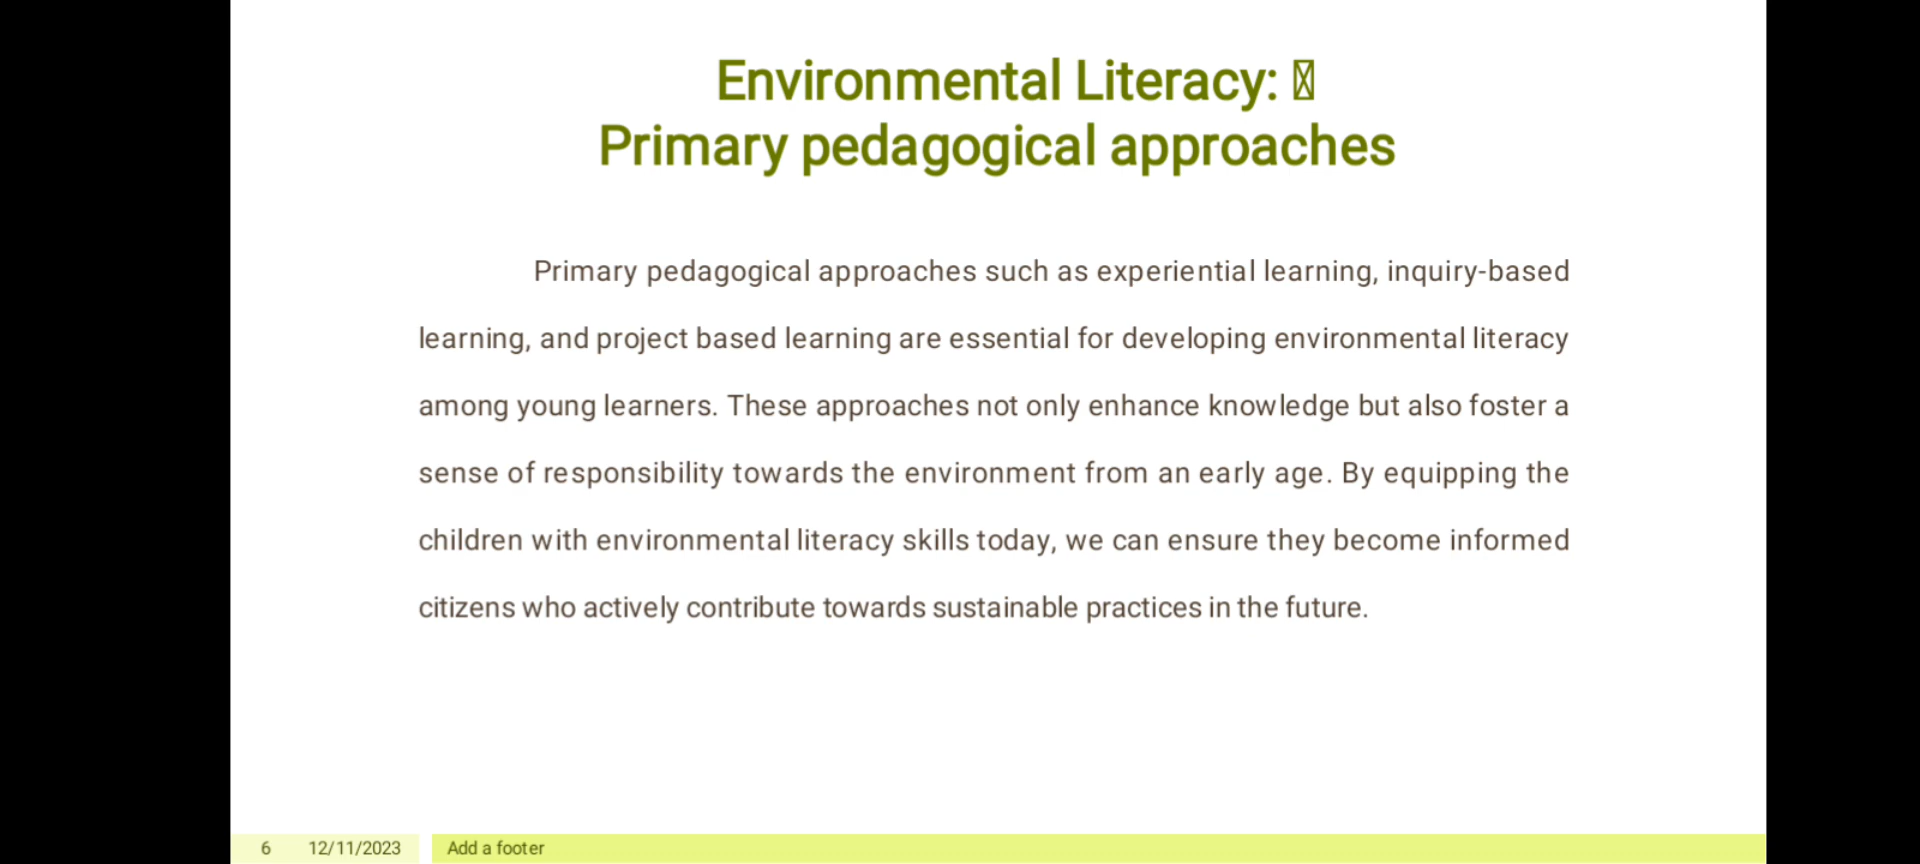 Environmental Literacy:
Primary pedagogical approaches
Primary pedagogical approaches such as experiential learning, inquiry-based
learning, and project based learning are essential for developing environmental literacy
among young learners. These approaches not only enhance knowledge but also foster a
sense of responsibility towards the environment from an early age. By equipping the
children with environmental literacy skills today, we can ensure they become informed
citizens who actively contribute towards sustainable practices in the future.
6 12/11/2023 Add a footer